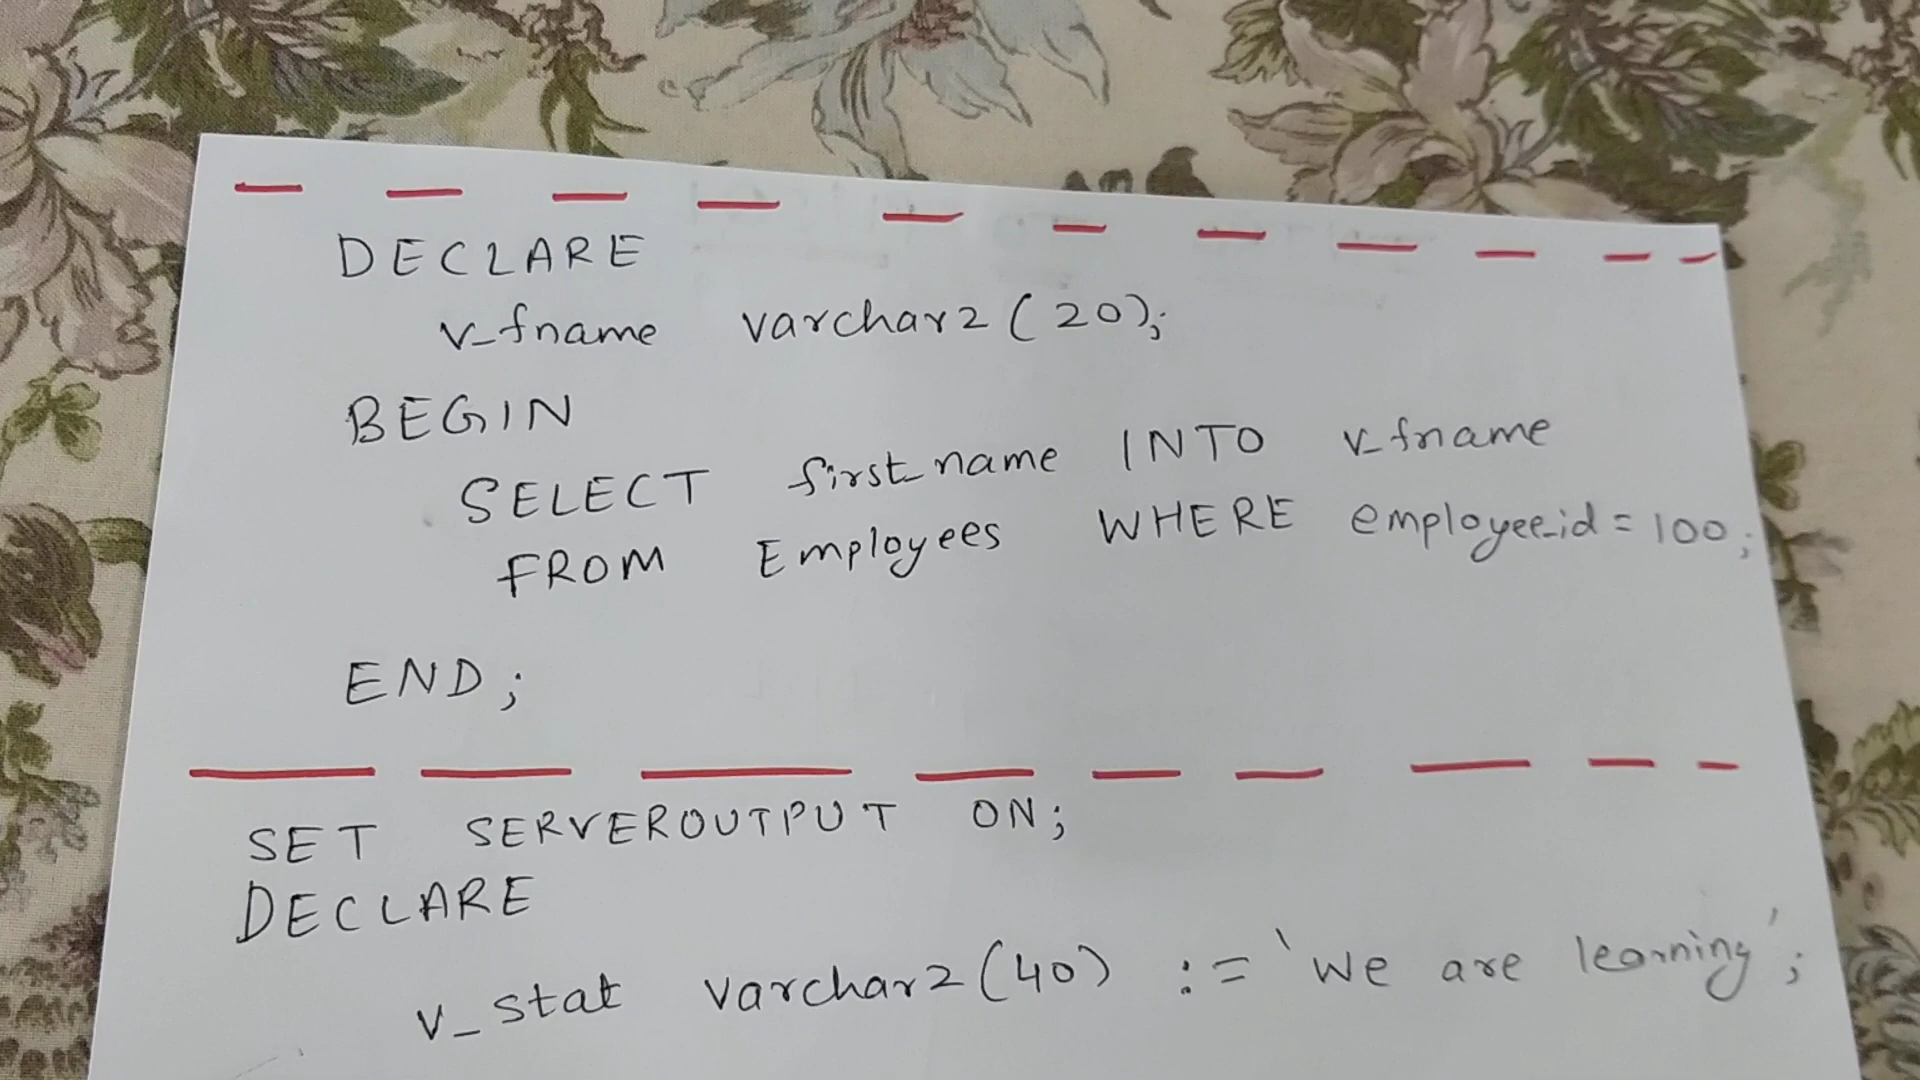 DECLARE
v_fname varchar2(20);
BEGIN
SELECT first_name INTO v_fname
FROM Employees WHERE employee_id = 100;
END;
SET SERVEROUTPUT ON;
DECLARE
v_stat varchar2(40) := 'We are learning';